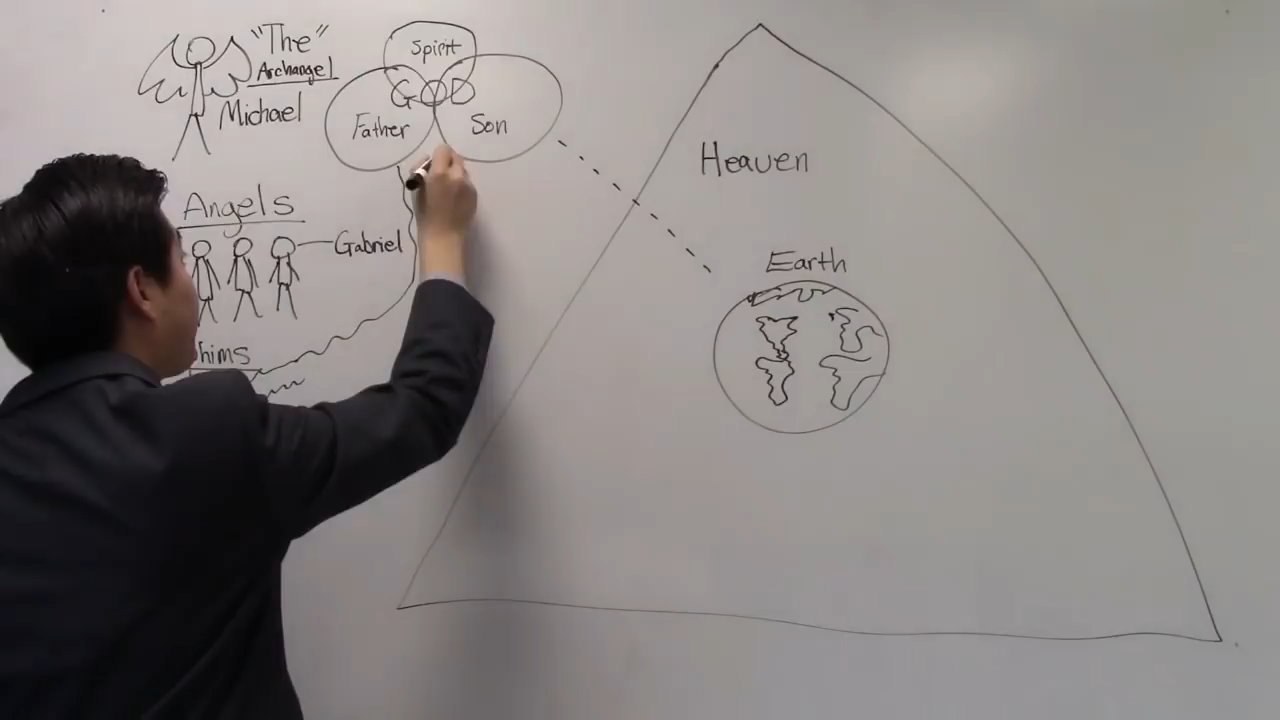 "The"
Archangel
Michael
Spirit
GOD
Father
Son
Angels
Gabriel
Heaven
Earth